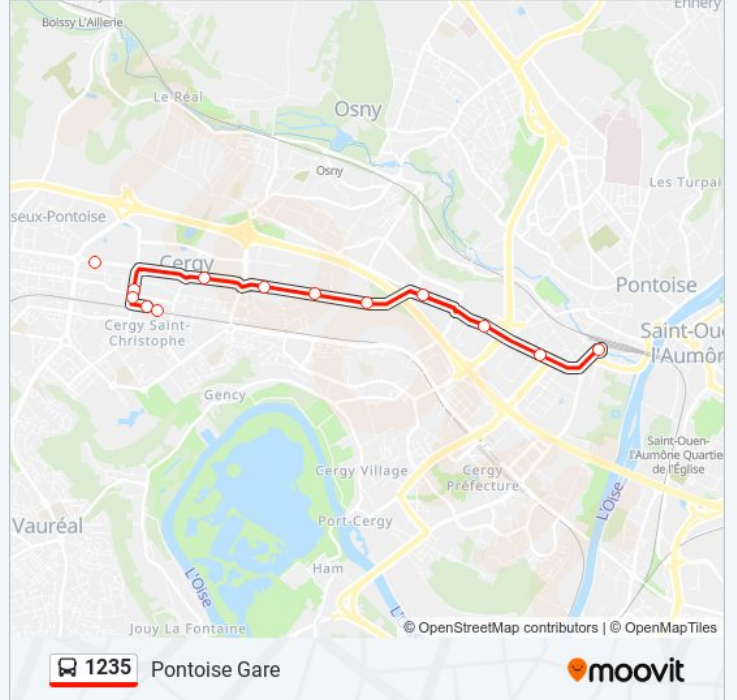 Ennery
Boissy L'Aillerie
Le Réal
Osny
Osny
Les Turpai
seux-Pontoise
Cergy
Pontoise
Cergy Saint-
Christophe
Saint-Oue
l'Aumôn
Gency
Saint-Ouen-
l'Aumône Quartie
de l'Église
Cergy Village
Cergy
Préfecture
L'Oise
Vauréal
Port-Cergy
Ham
L'Oise
L'
Jouy La Fontaine
© OpenStreetMap contributors | © OpenMapTiles
1235 Pontoise Gare
moovit